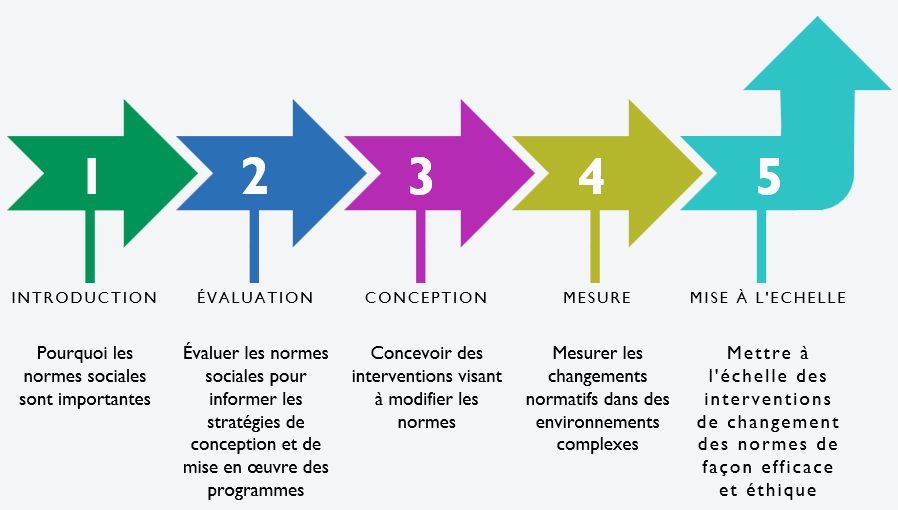 1
2
3
4
5
INTRODUCTION
ÉVALUATION
CONCEPTION
MESURE
MISE À L'ECHELLE
Pourquoi les
normes sociales
sont importantes
Évaluer les normes
sociales pour
informer les
stratégies de
conception et de
mise en œuvre des
programmes
Concevoir des
interventions visant
à modifier les
normes
Mesurer les
changements
normatifs dans des
environnements
complexes
Mettre à
l'échelle des
interventions
de changement
des normes de
façon efficace
et éthique